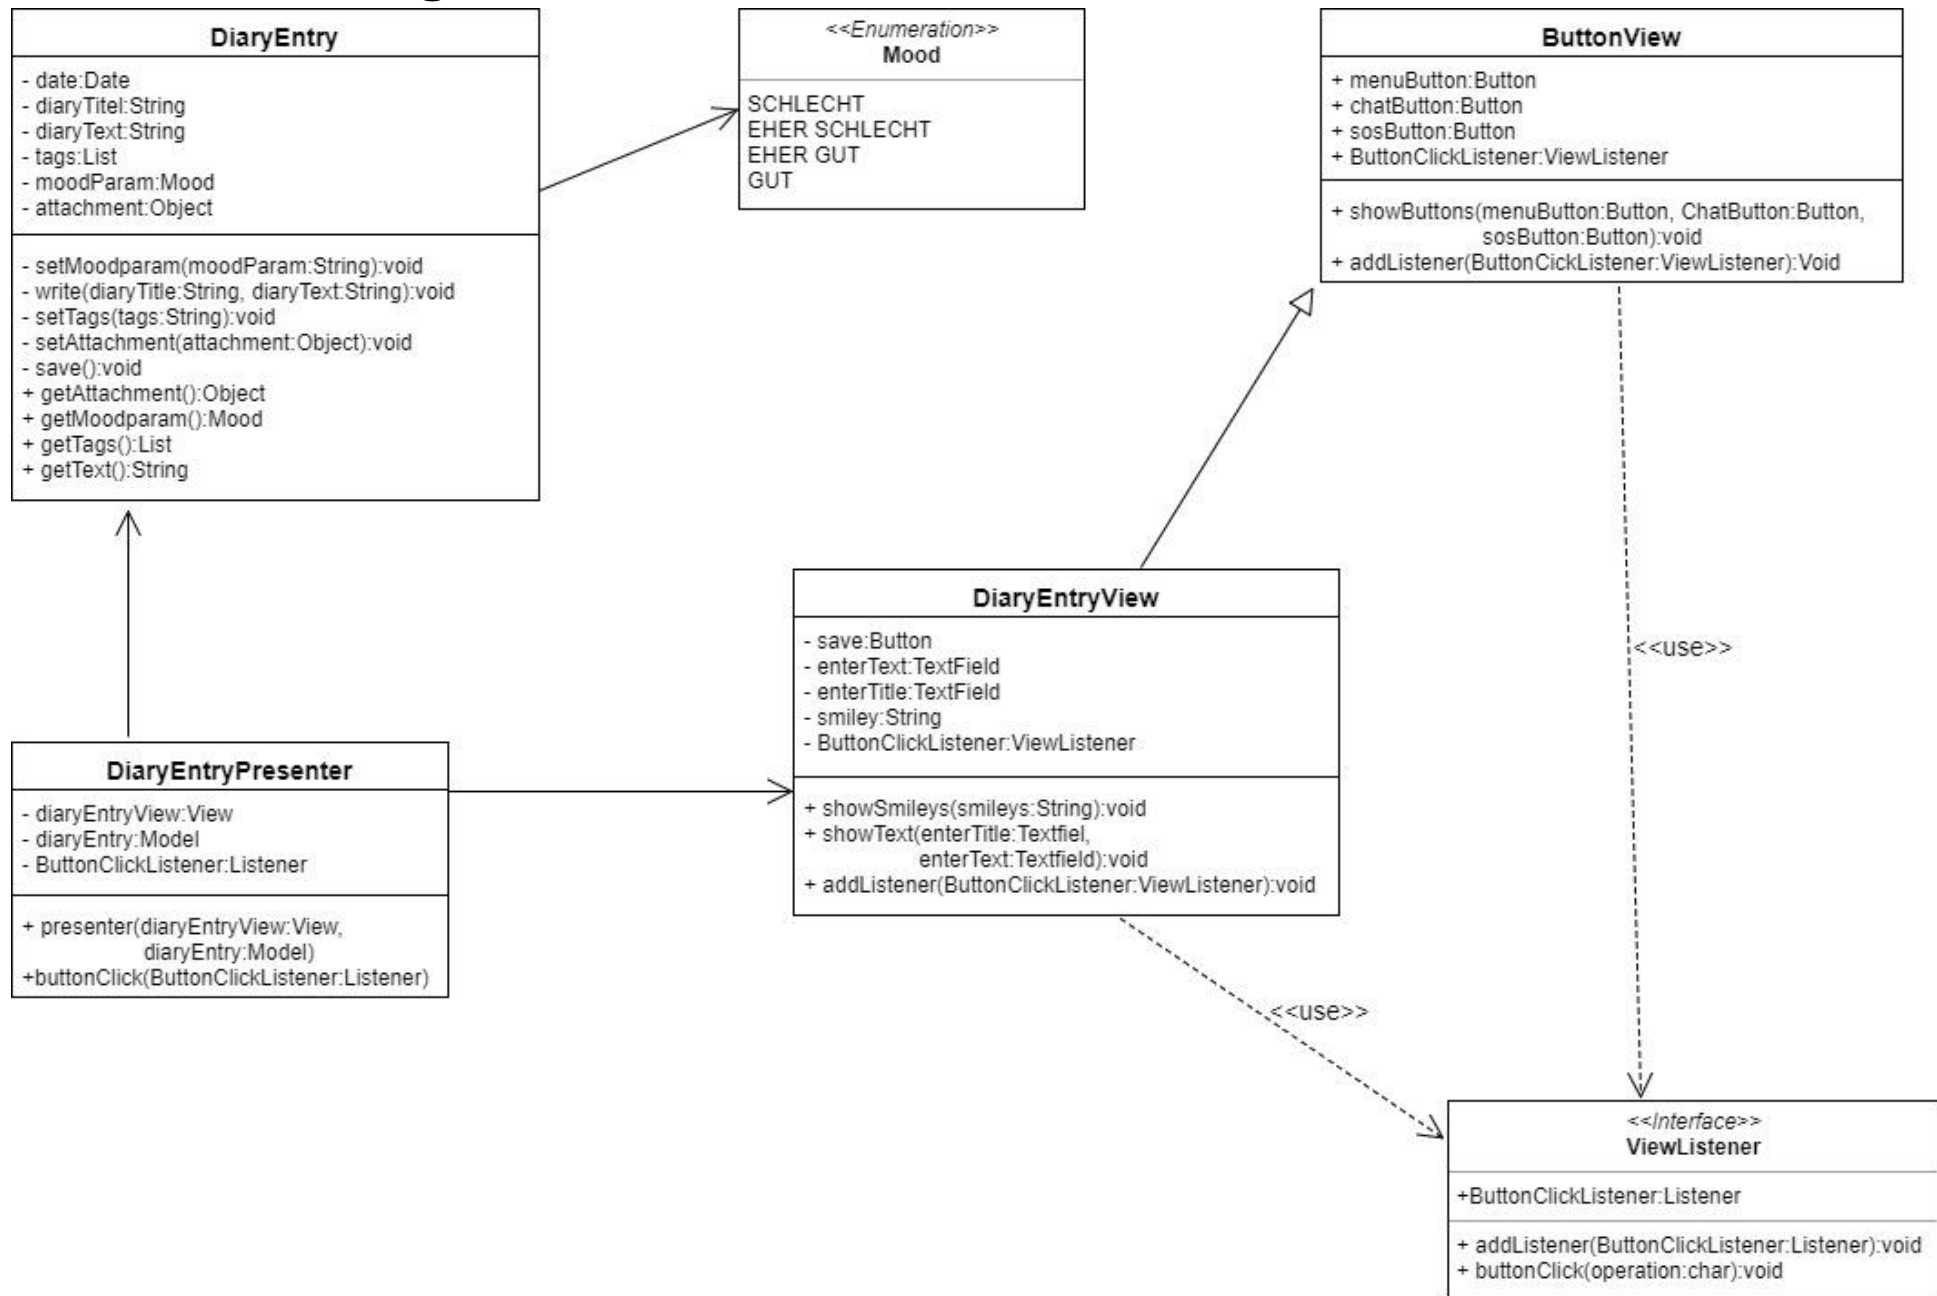 DiaryEntry
- date:Date
- diaryTitel:String
- diaryText:String
- tags:List
- moodParam:Mood
- attachment:Object
- setMoodparam(moodParam:String):void
- write(diaryTitle:String, diaryText:String):void
- setTags(tags:String):void
- setAttachment(attachment:Object):void
- save():void
+ getAttachment():Object
+ getMoodparam():Mood
+ getTags():List
+ getText():String
<<Enumeration>>
Mood
SCHLECHT
EHER SCHLECHT
EHER GUT
GUT
ButtonView
+ menuButton:Button
+ chatButton:Button
+ sosButton:Button
+ ButtonClickListener:ViewListener
+ showButtons(menuButton:Button, ChatButton:Button,
sosButton:Button):void
+ addListener(ButtonCickListener:ViewListener):Void
DiaryEntryView
- save:Button
- enterText:TextField
- enterTitle:TextField
- smiley:String
- ButtonClickListener:ViewListener
+ showSmileys(smileys:String):void
+ showText(enterTitle:Textfiel,
enterText:Textfield):void
+ addListener(ButtonClickListener:ViewListener):void
<<use>>
DiaryEntryPresenter
- diaryEntryView:View
- diaryEntry:Model
- ButtonClickListener:Listener
+ presenter(diaryEntryView:View,
diaryEntry:Model)
+buttonClick(ButtonClickListener:Listener)
<<use>>
<<Interface>>
ViewListener
+ButtonClickListener:Listener
+ addListener(ButtonClickListener:Listener):void
+ buttonClick(operation:char):void